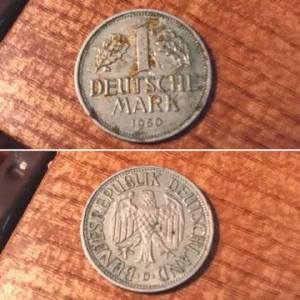 1
DEUTSCHE
MARK
1950
BUNDESREPUBLIK DEUTSCHLAND
D